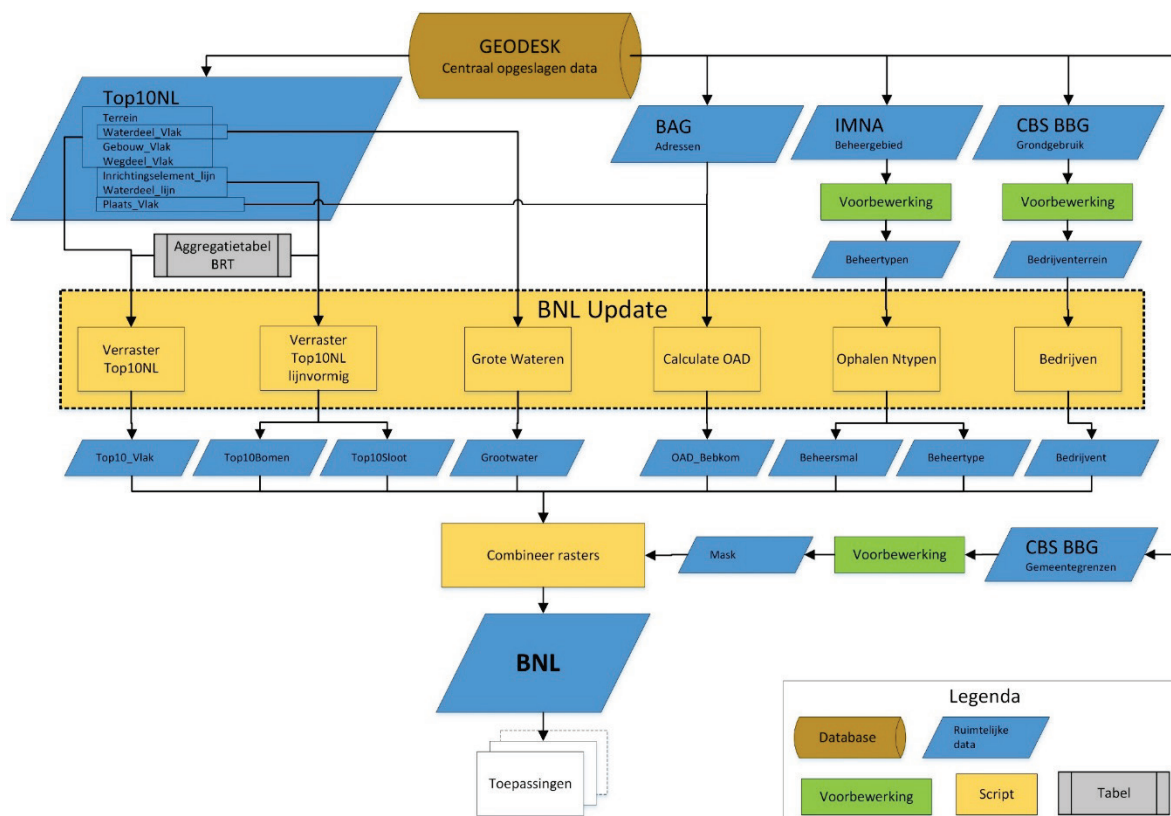 GEODESK
Centraal opgeslagen data
Top10NL
Terrein
Waterdeel_Vlak
Gebouw_Vlak
Wegdeel_Vlak
Inrichtingselement_lijn
Waterdeel_lijn
Plaats_Vlak
BAG
Adressen
IMNA
Beheergebied
CBS BBG
Grondgebruik
Voorbewerking
Voorbewerking
Aggregatietabel
BRT
Beheertypen
Bedrijventerrein
BNL Update
Verraster
Top10NL
Verraster
Top10NL
lijnvormig
Grote Wateren
Calculate OAD
Ophalen Ntypen
Bedrijven
Top10_Vlak
Top10Bomen
Top10Sloot
Grootwater
OAD_Bebkom
Beheersmal
Beheertype
Bedrijvent
Combineer rasters
Mask
Voorbewerking
CBS BBG
Gemeentegrenzen
BNL
Toepassingen
Legenda
Database
Ruimtelijke
data
Voorbewerking
Script
Tabel